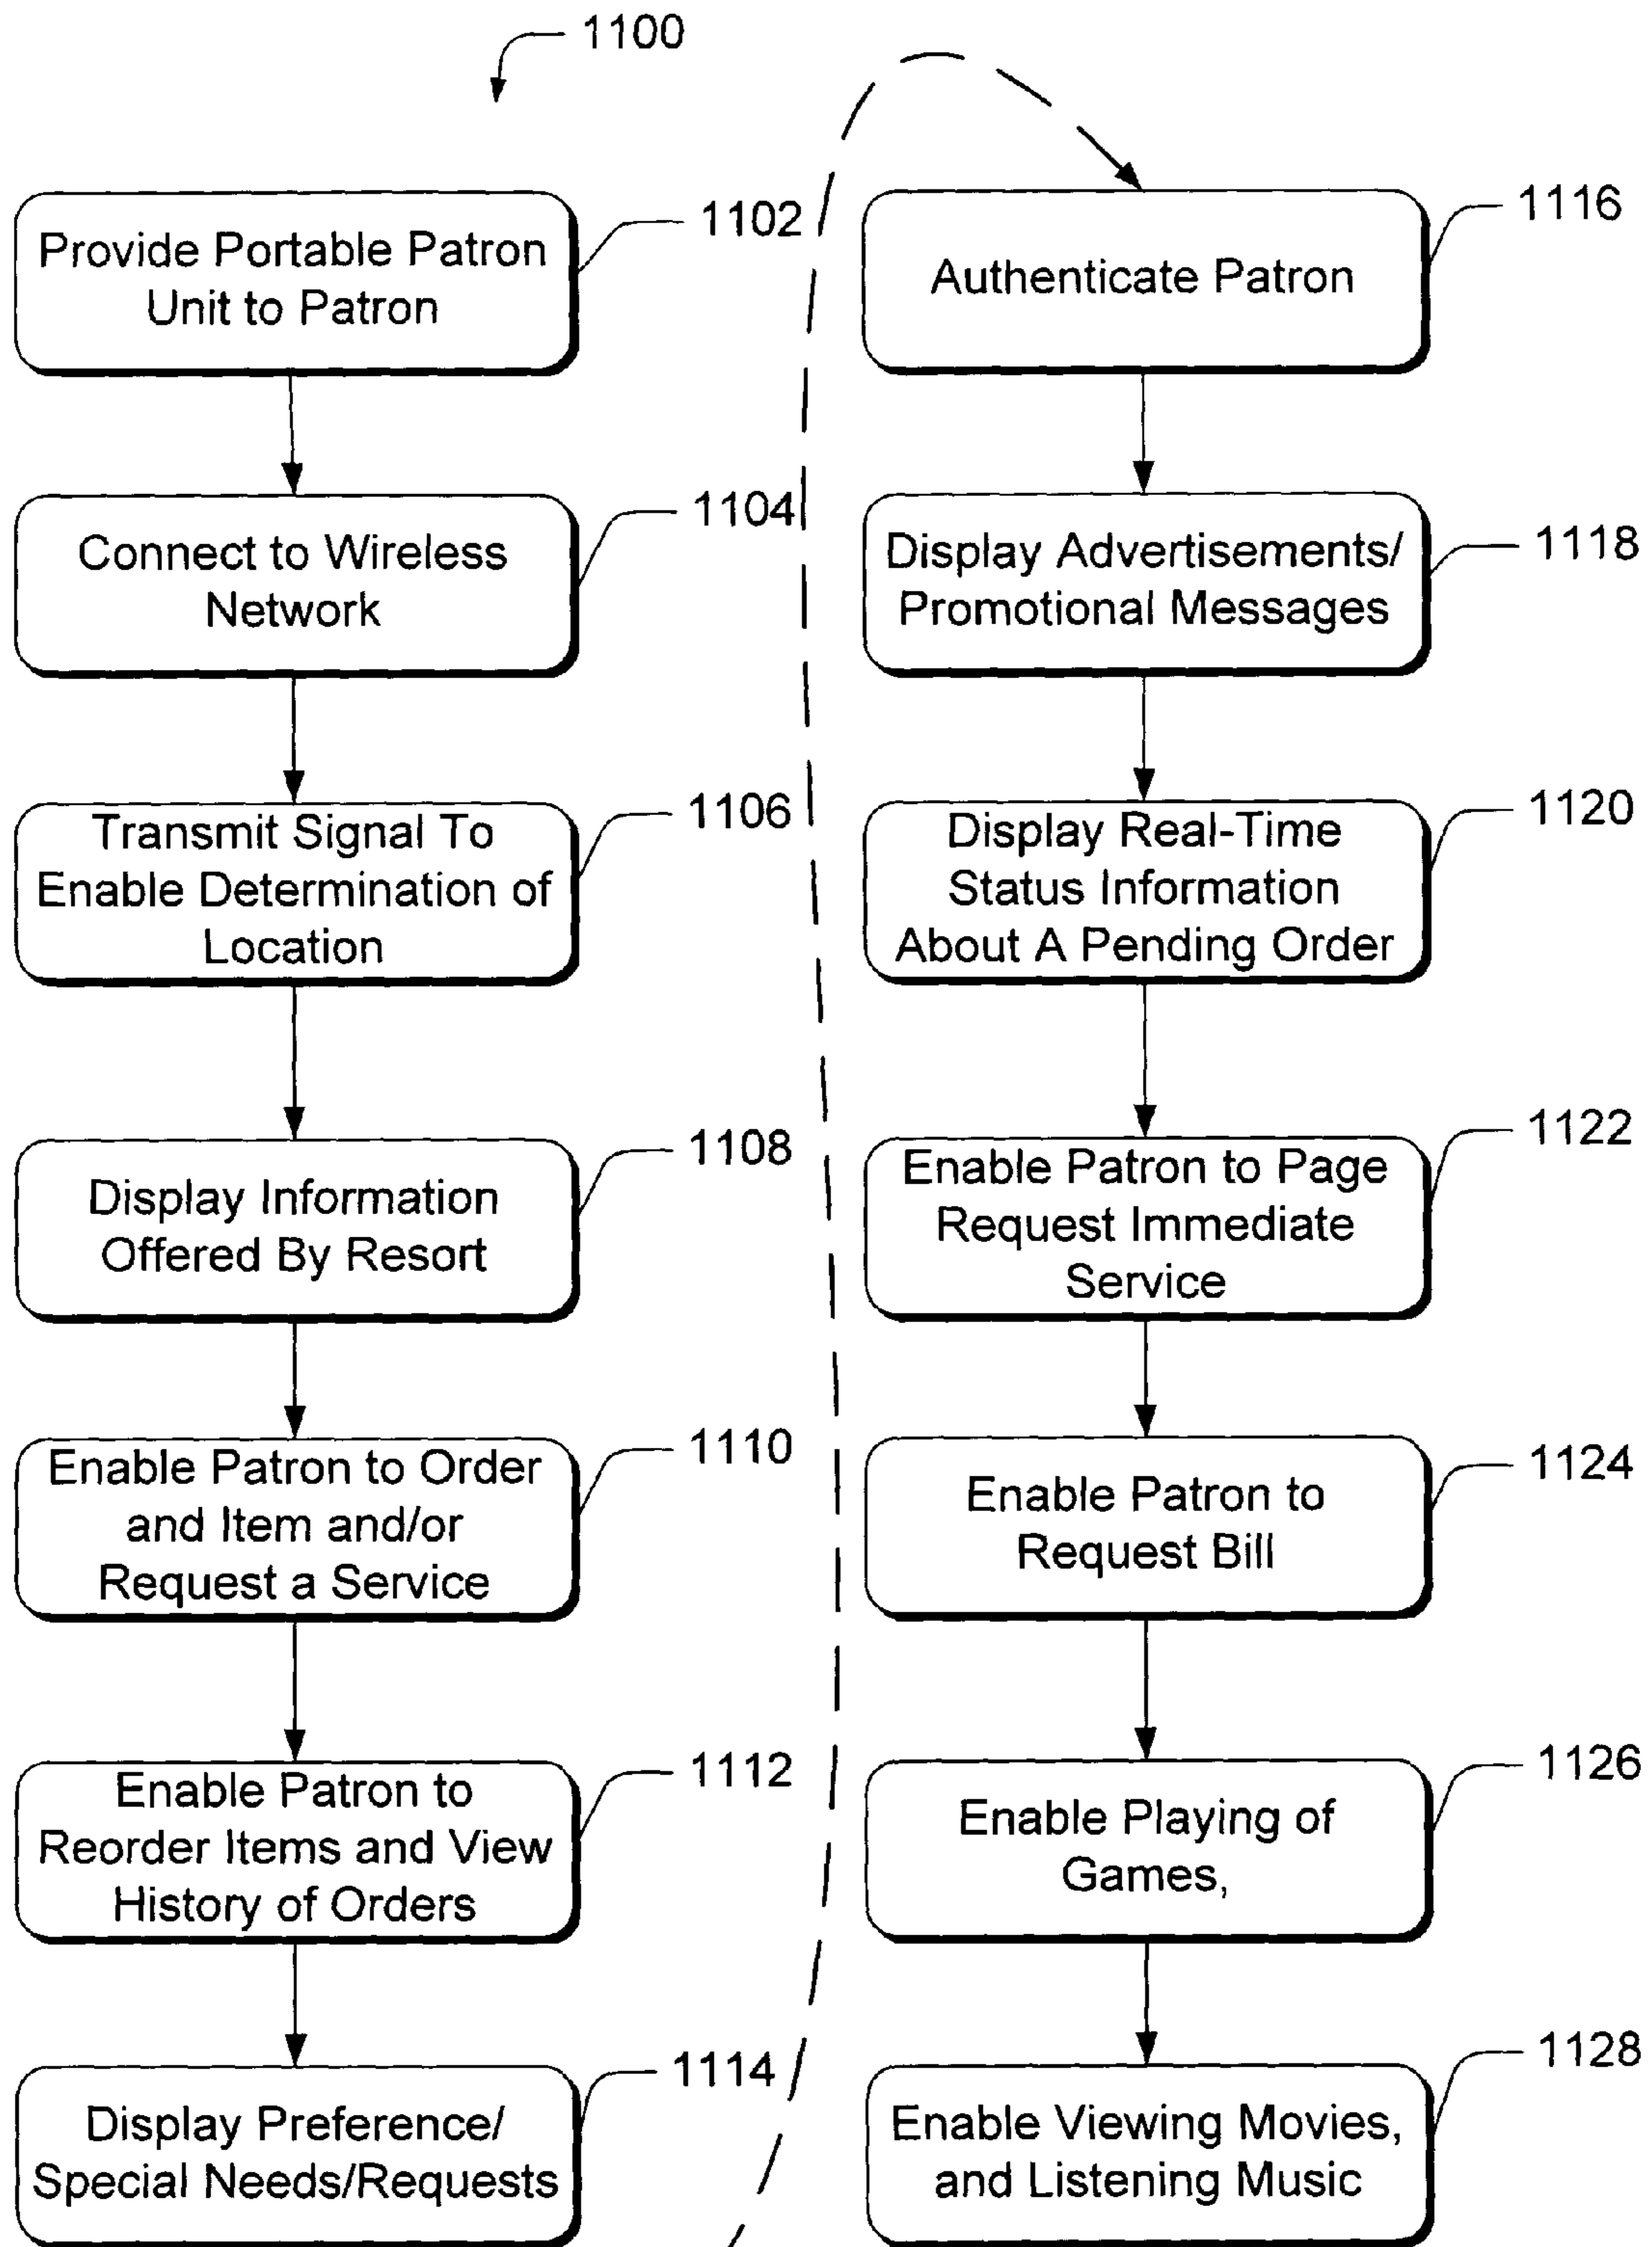 1100
Provide Portable Patron
Unit to Patron
1102
Connect to Wireless
Network
1104
Transmit Signal To
Enable Determination of
Location
1106
Display Information
Offered By Resort
1108
Enable Patron to Order
and Item and/or
Request a Service
1110
Enable Patron to
Reorder Items and View
History of Orders
1112
Display Preference/
Special Needs/Requests
1114
Authenticate Patron
1116
Display Advertisements/
Promotional Messages
1118
Display Real-Time
Status Information
About A Pending Order
1120
Enable Patron to Page
Request Immediate
Service
1122
Enable Patron to
Request Bill
1124
Enable Playing of
Games,
1126
Enable Viewing Movies,
and Listening Music
1128